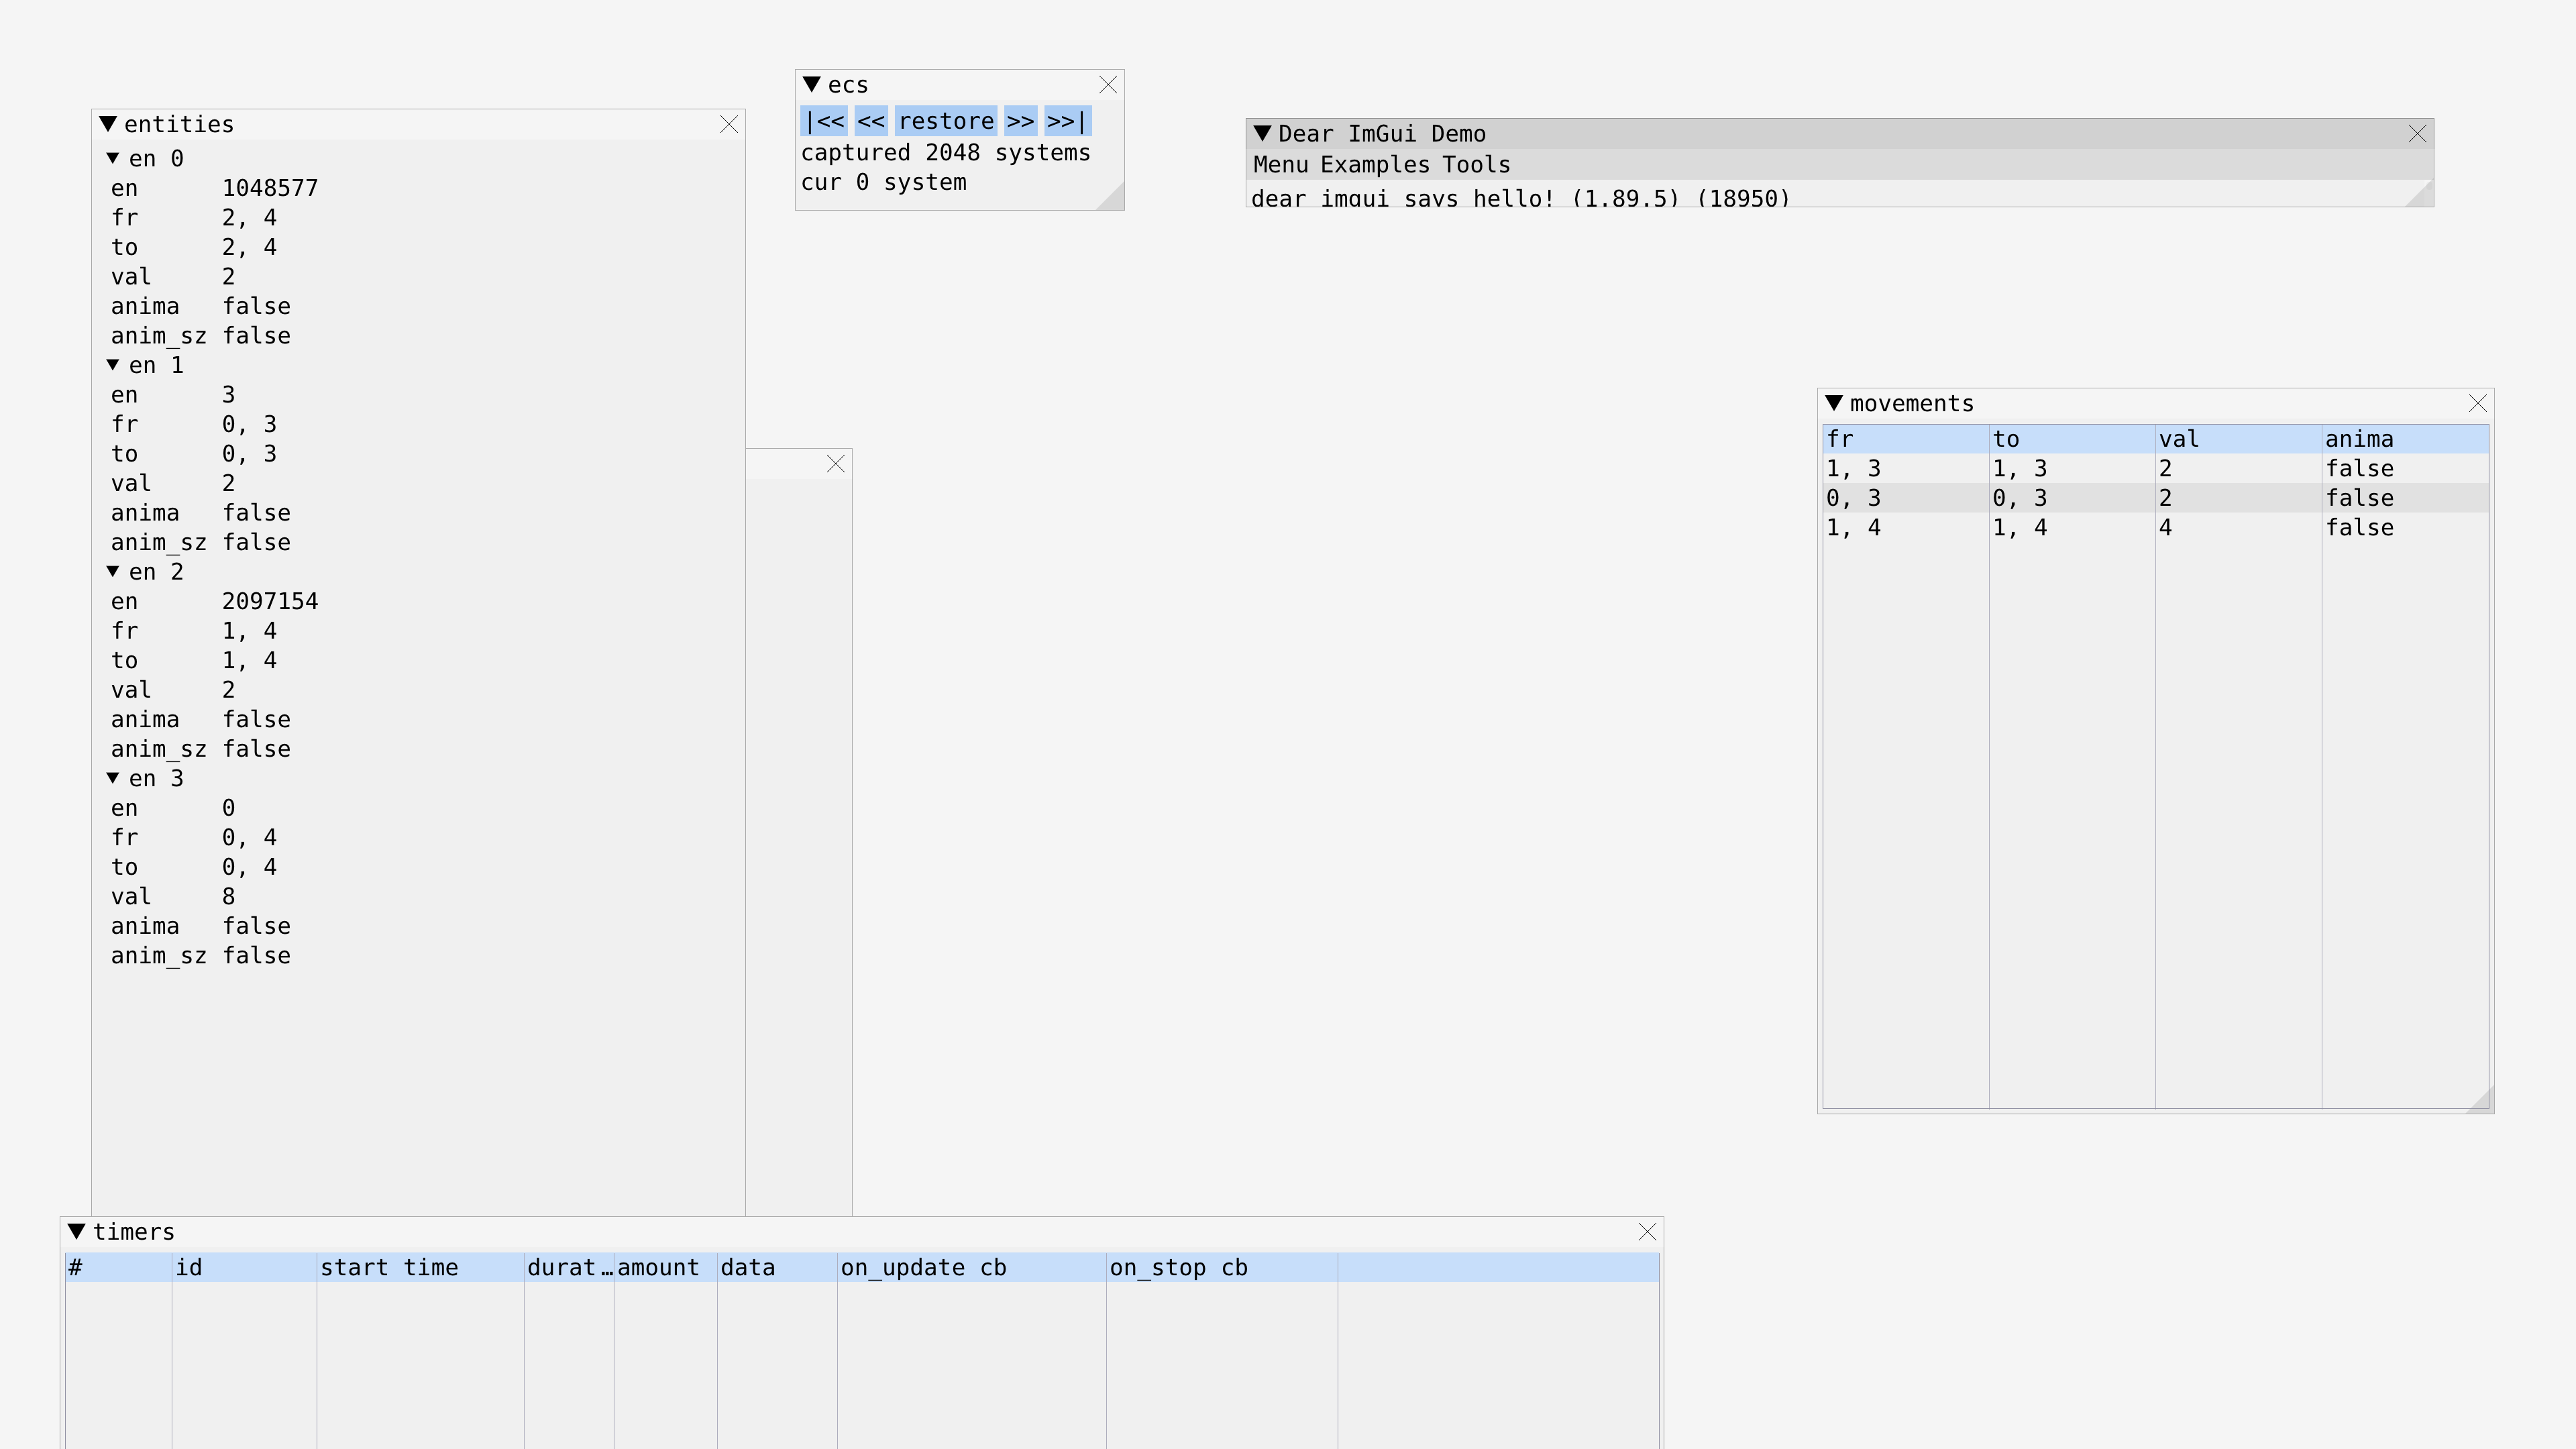 ecs
|<< << restore >> >>|
captured 2048 systems
cur 0 system
entities
en 0
en 1048577
fr 2, 4
to 2, 4
val 2
anima false
anim_sz false
en 1
en 3
fr 0, 3
to 0, 3
val 2
anima false
anim_sz false
en 2
en 2097154
fr 1, 4
to 1, 4
val 2
anima false
anim_sz false
en 3
en 0
fr 0, 4
to 0, 4
val 8
anima false
anim_sz false
Dear ImGui Demo
Menu Examples Tools
dear imgui says hello! (1.89.5) (18950)
movements
fr to val anima
1, 3 1, 3 2 false
0, 3 0, 3 2 false
1, 4 1, 4 4 false
timers
# id start time durat… amount data on_update cb on_stop cb